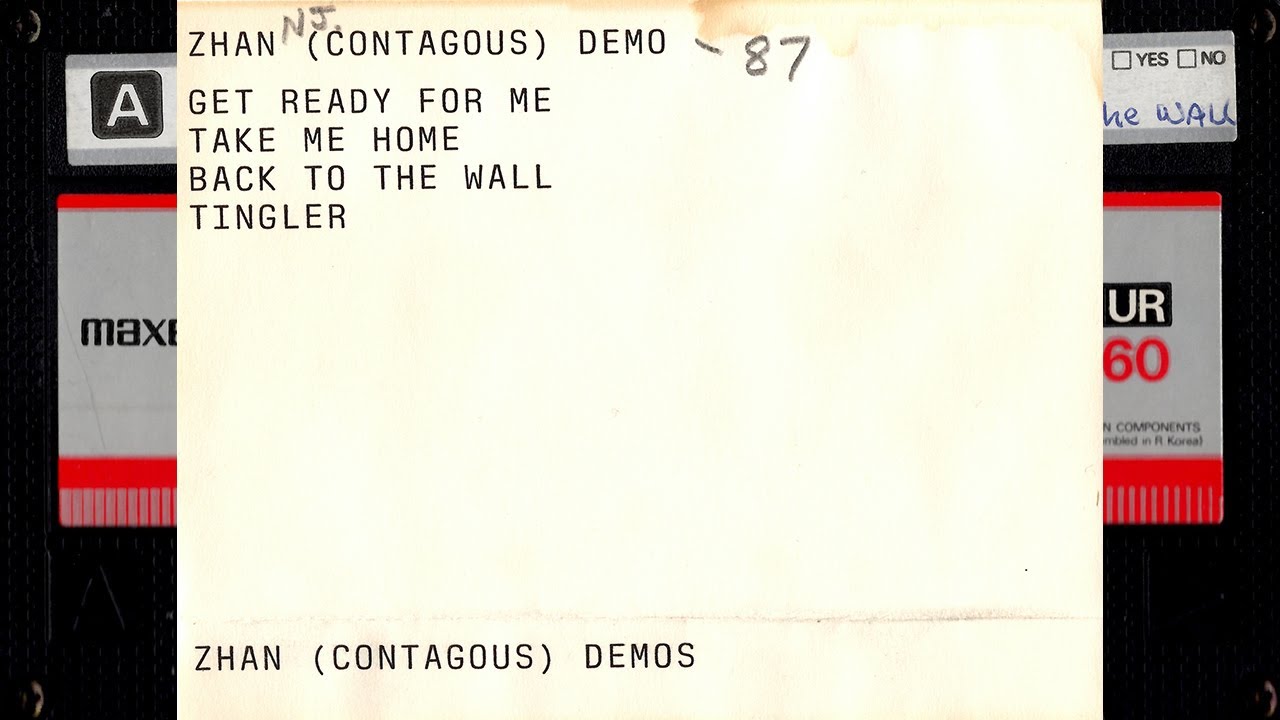 NJ.
ZHAN (CONTAGOUS) DEMO - 87
GET READY FOR ME
TAKE ME HOME
BACK TO THE WALL
TINGLER
ZHAN (CONTAGOUS) DEMOS
A
YES NO
he WALL
maxe
UR
60
N COMPONENTS
mbled in R.Korea)